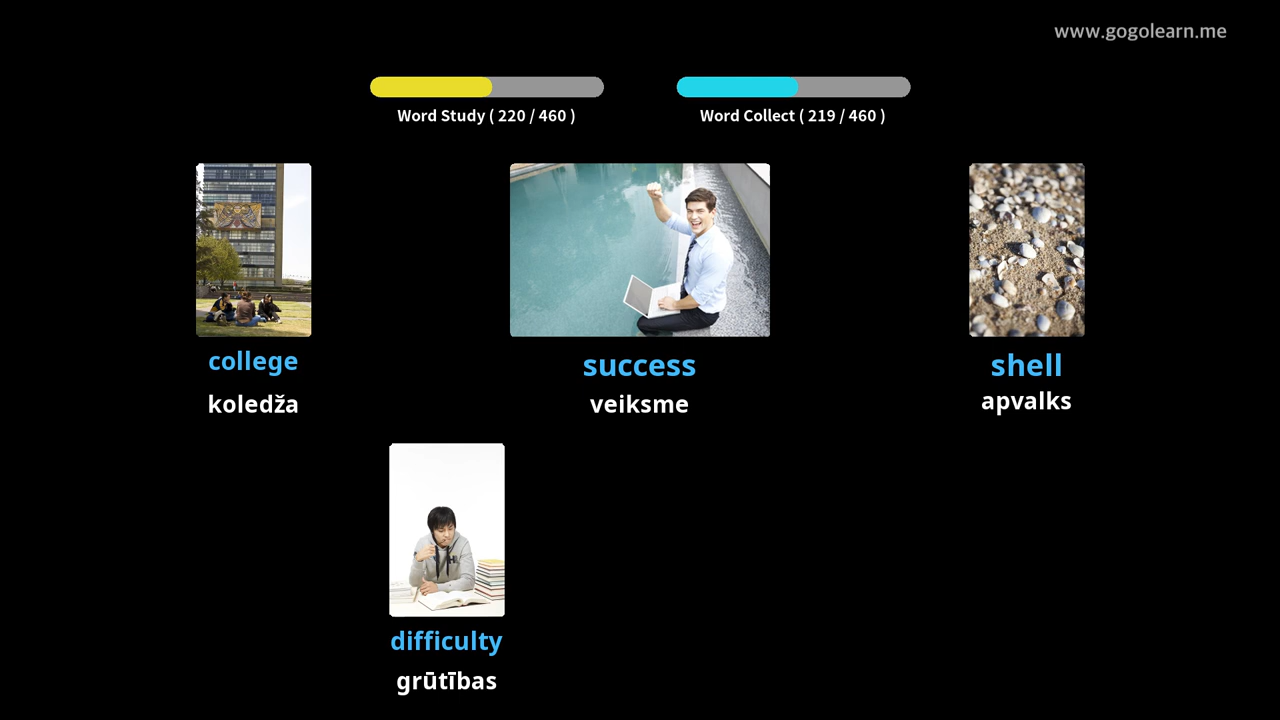 www.gogolearn.me
Word Study ( 220 / 460 )
Word Collect ( 219 / 460 )
college
koledža
success
veiksme
shell
apvalks
difficulty
grūtības